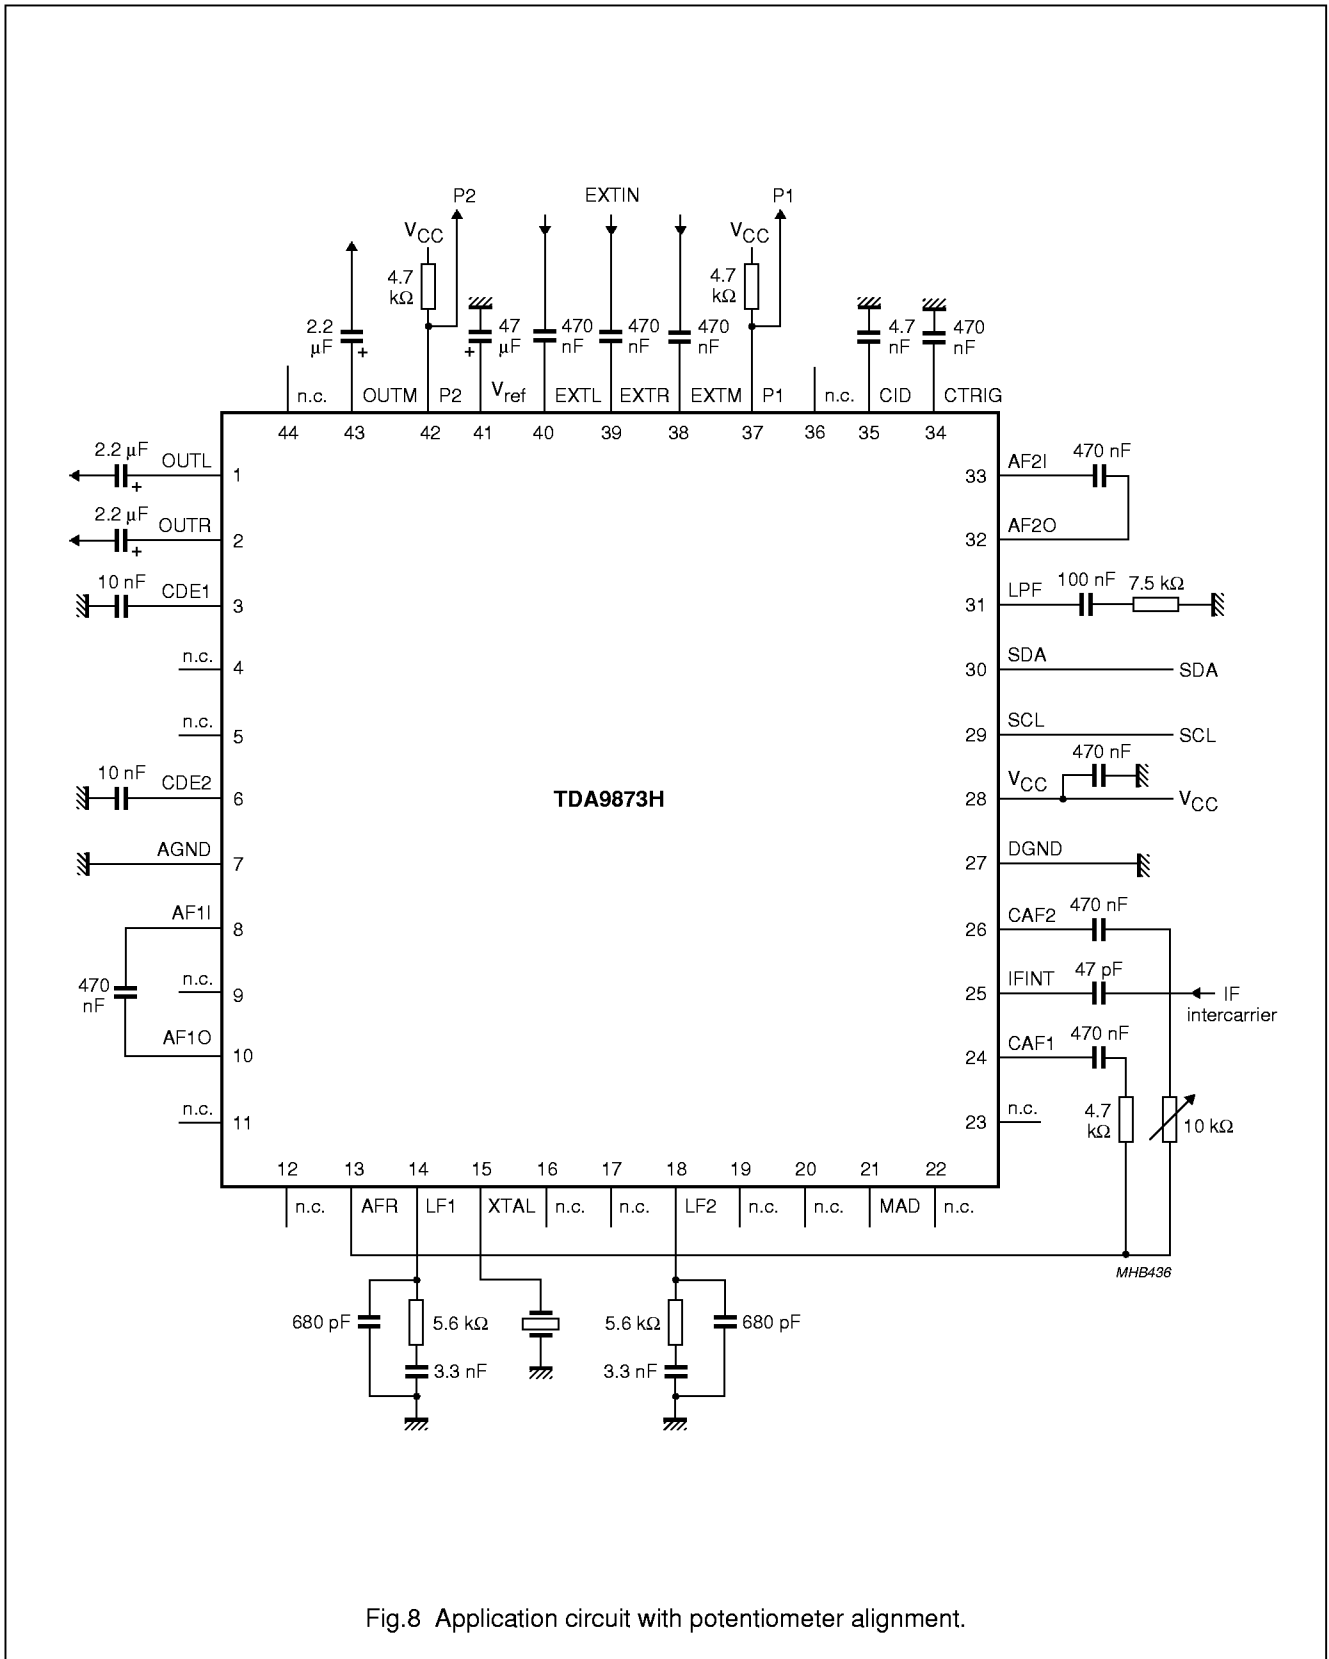 P2 EXTIN P1
VCC VCC
4.7 4.7
kΩ kΩ
2.2 47 470 470 470 4.7 470
μF μF nF nF nF nF nF
+ +
n.c. OUTM P2 Vref EXTL EXTR EXTM P1 n.c. CID CTRIG
44 43 42 41 40 39 38 37 36 35 34
2.2 μF OUTL 1 33 AF2I 470 nF
+
2.2 μF OUTR 2 32 AF2O
+
10 nF CDE1 3 31 LPF 100 nF 7.5 kΩ
n.c. 4 30 SDA SDA
n.c. 5 29 SCL SCL
470 nF
10 nF CDE2 6 28 VCC VCC
TDA9873H
AGND 7 27 DGND
AF1I 8 26 CAF2 470 nF
470
nF
n.c. 9 25 IFINT 47 pF IF
intercarrier
AF1O 10 24 CAF1 470 nF
n.c. 11 23 n.c. 4.7
kΩ 10 kΩ
12 13 14 15 16 17 18 19 20 21 22
n.c. AFR LF1 XTAL n.c. n.c. LF2 n.c. n.c. MAD n.c.
MHB436
680 pF 5.6 kΩ 5.6 kΩ 680 pF
3.3 nF 3.3 nF
Fig.8 Application circuit with potentiometer alignment.